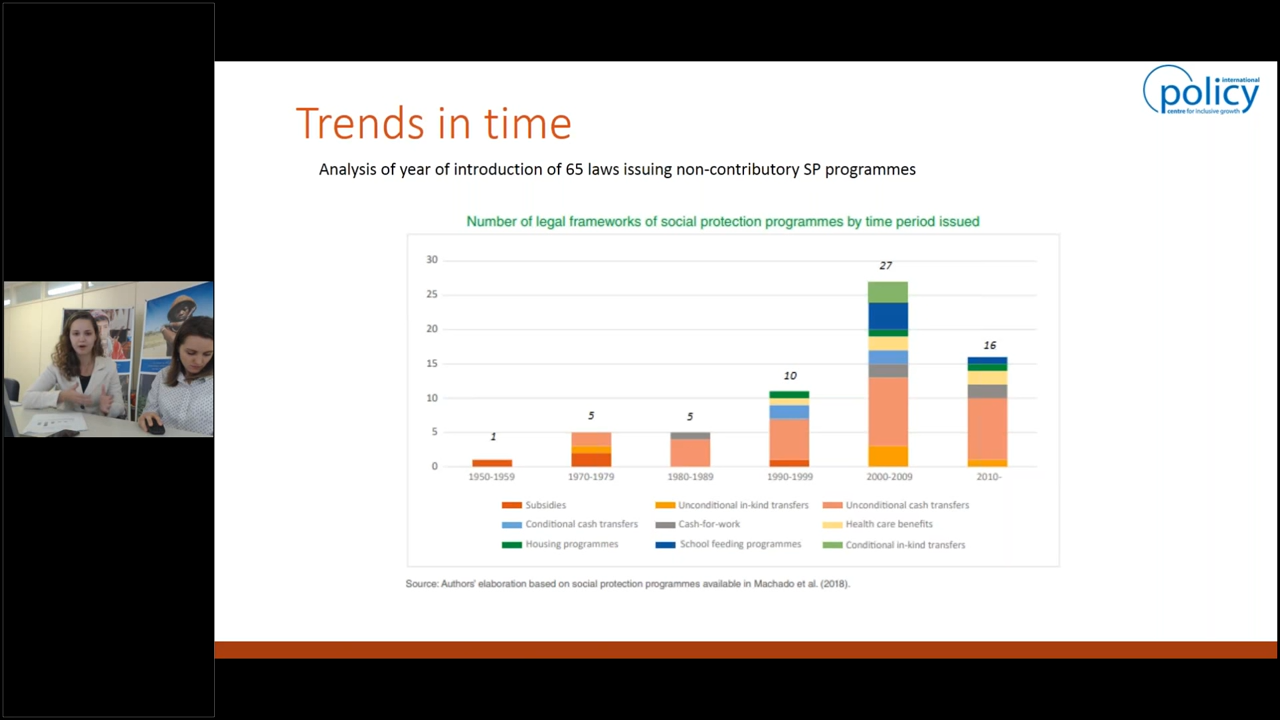 international
policy
centre for inclusive growth
Trends in time
Analysis of year of introduction of 65 laws issuing non-contributory SP programmes
Number of legal frameworks of social protection programmes by time period issued
30
25
20
15
10
5
0
1
5
5
10
27
16
1950-1959
1970-1979
1980-1989
1990-1999
2000-2009
2010-
Subsidies
Unconditional in-kind transfers
Unconditional cash transfers
Conditional cash transfers
Cash-for-work
Health care benefits
Housing programmes
School feeding programmes
Conditional in-kind transfers
Source: Authors' elaboration based on social protection programmes available in Machado et al. (2018).